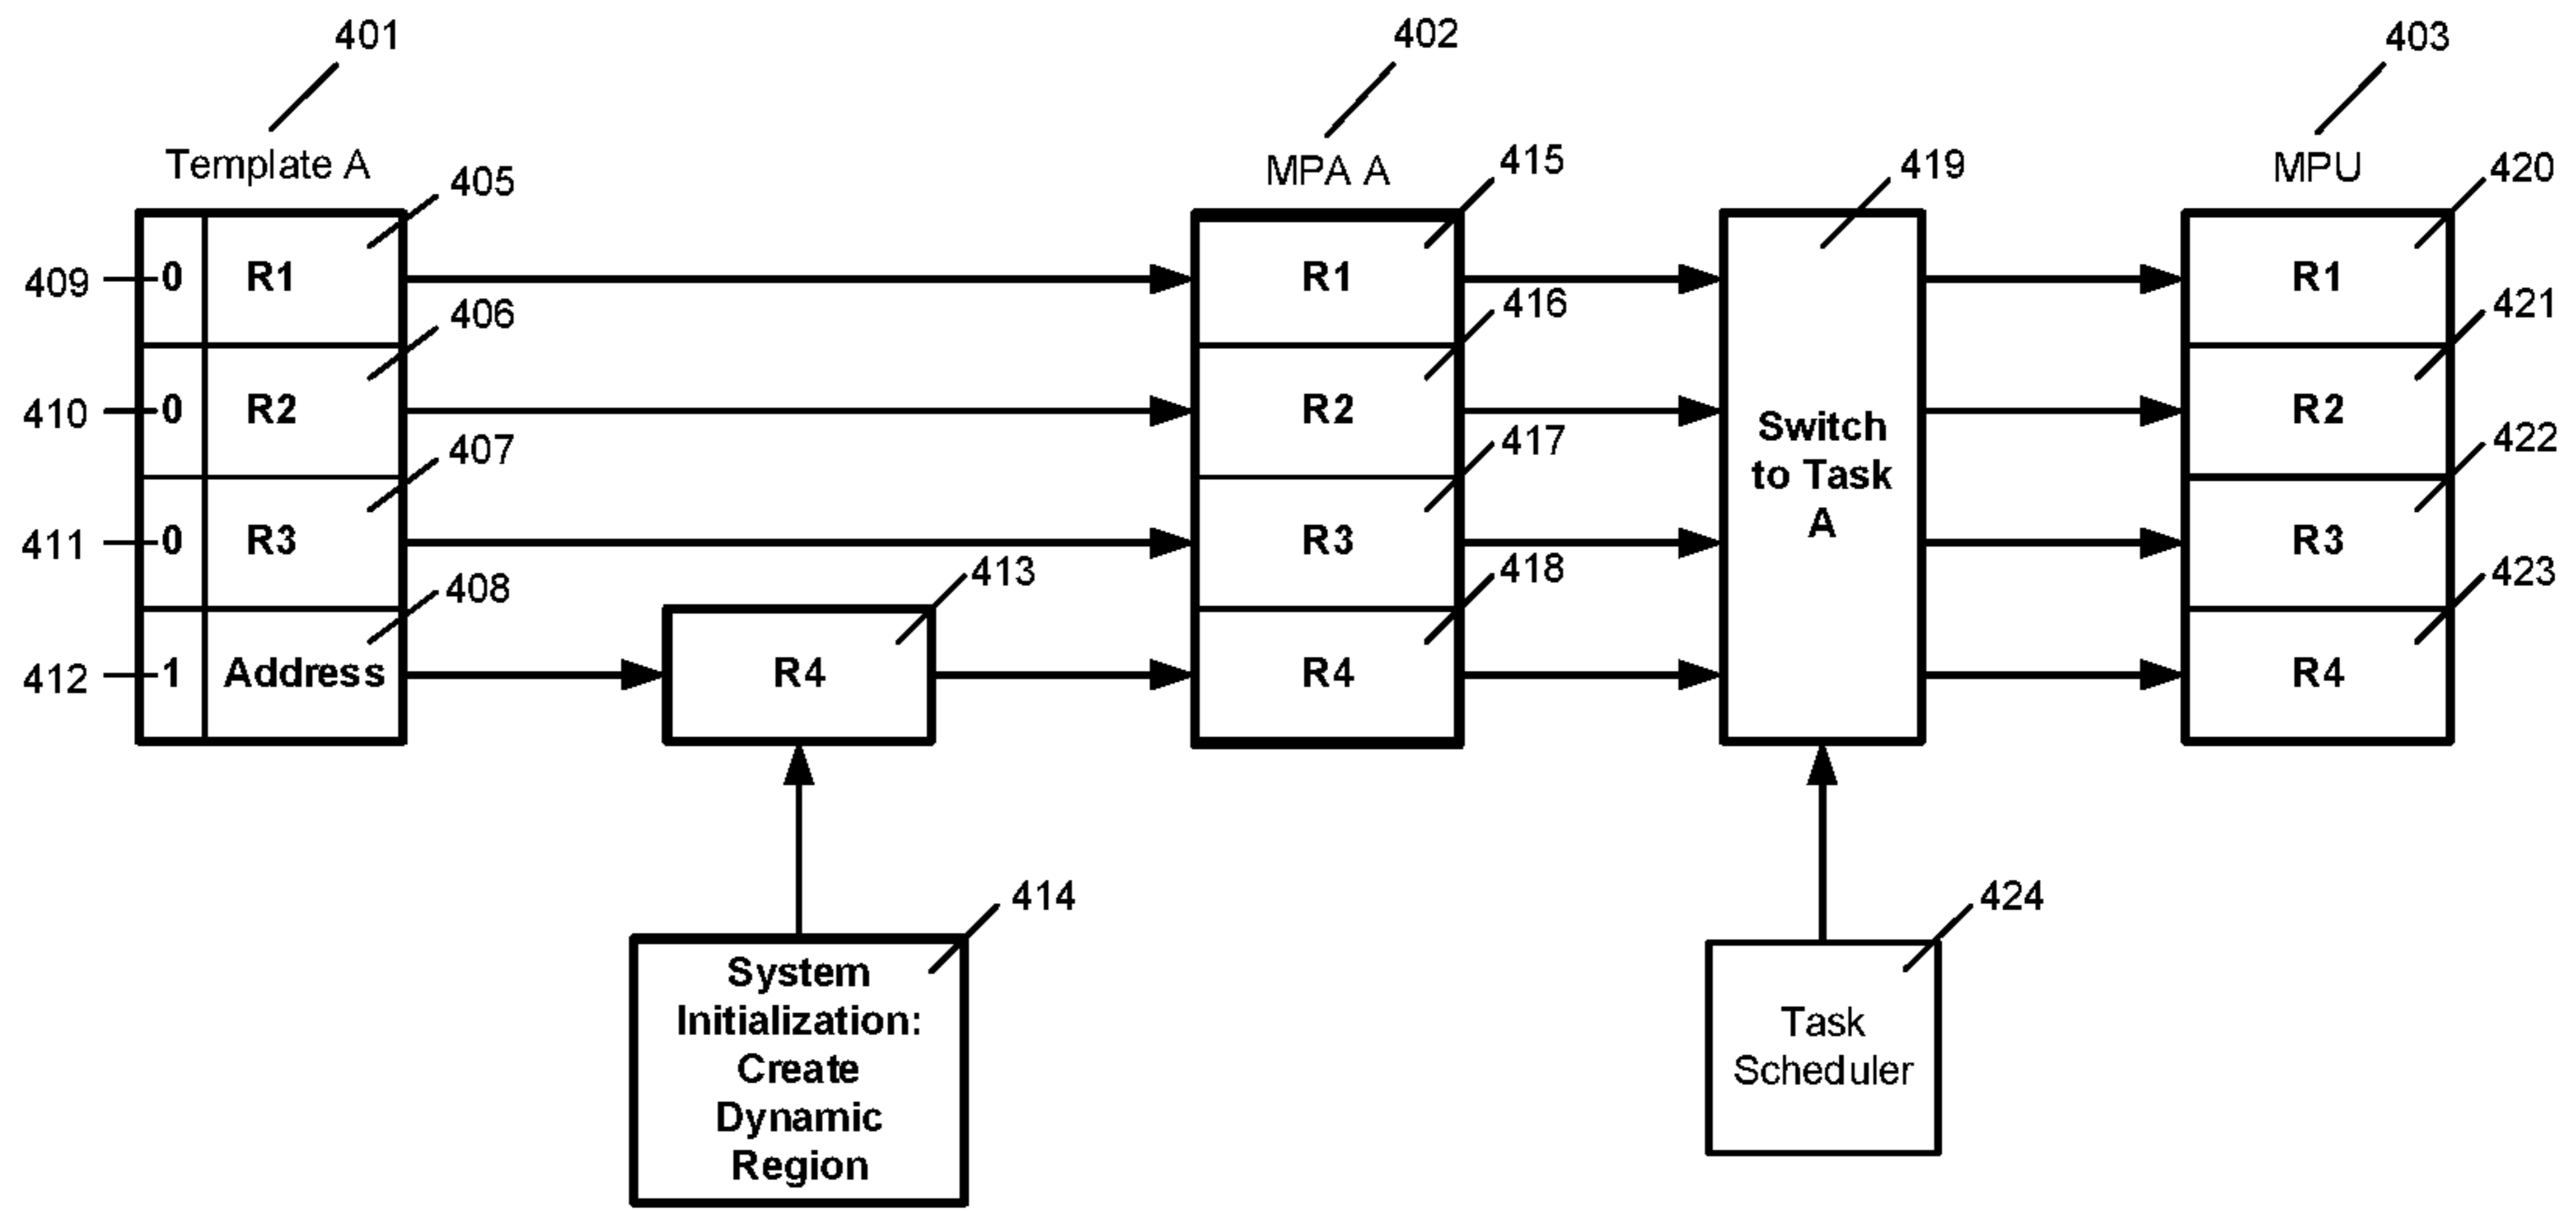 401
402
403
Template A
MPA A
MPU
405
415
419
420
409
0
R1
R1
R1
406
416
421
410
0
R2
R2
R2
Switch
to Task
A
407
417
422
411
0
R3
R3
R3
408
413
418
423
412
1
Address
R4
R4
R4
414
424
System
Initialization:
Create
Dynamic
Region
Task
Scheduler